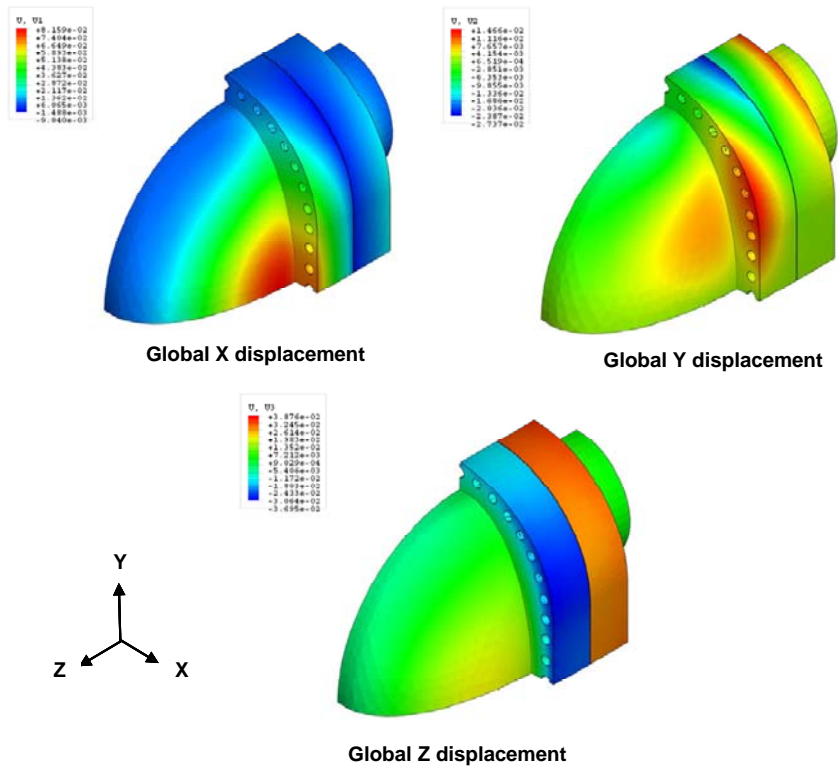 U, U1
+8.159e-02
+7.404e-02
+6.649e-02
+5.893e-02
+5.138e-02
+4.383e-02
+3.627e-02
+2.872e-02
+2.117e-02
+1.362e-02
+6.065e-03
-1.488e-03
-9.040e-03
Global X displacement
U, U2
+1.466e-02
+1.116e-02
+7.657e-03
+4.154e-03
+6.519e-04
-2.851e-03
-6.353e-03
-9.855e-03
-1.336e-02
-1.686e-02
-2.036e-02
-2.387e-02
-2.737e-02
Global Y displacement
U, U3
+3.876e-02
+3.245e-02
+2.614e-02
+1.983e-02
+1.352e-02
+7.212e-03
+9.029e-04
-5.406e-03
-1.172e-02
-1.803e-02
-2.433e-02
-3.064e-02
-3.695e-02
Y
Z
X
Global Z displacement